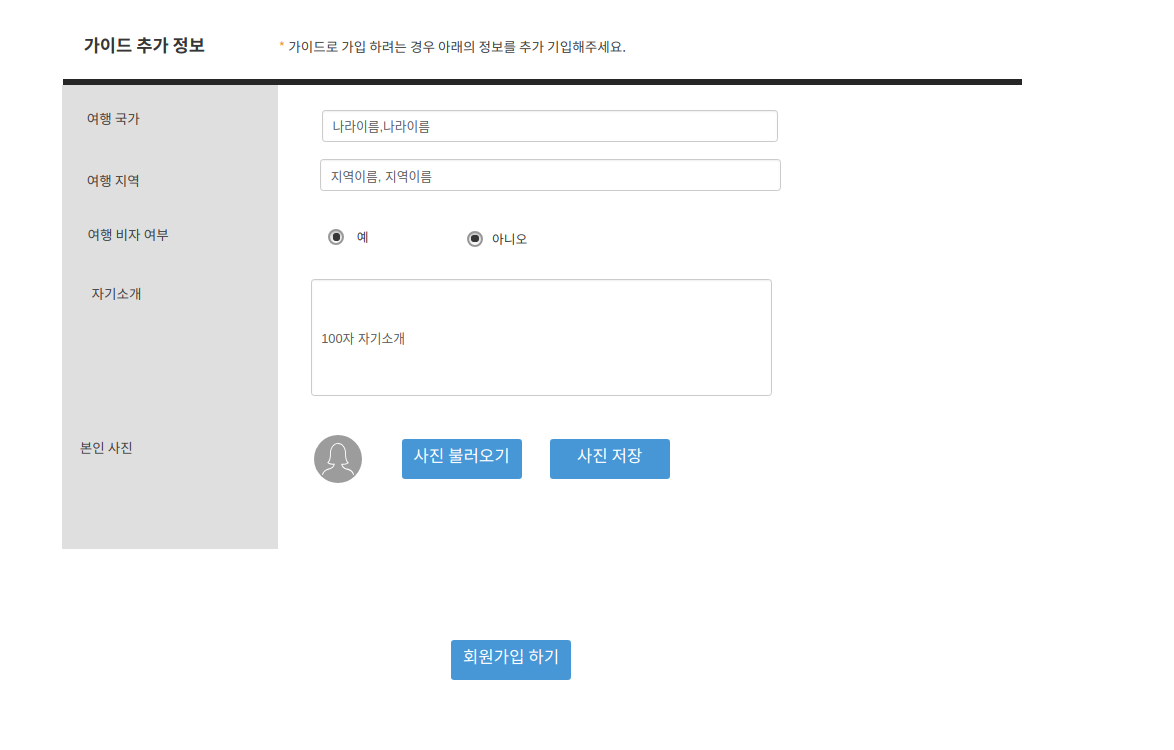 가이드 추가 정보
* 가이드로 가입 하려는 경우 아래의 정보를 추가 기입해주세요.
여행 국가
나라이름,나라이름
여행 지역
지역이름, 지역이름
여행 비자 여부
예
아니오
자기소개
100자 자기소개
본인 사진
사진 불러오기
사진 저장
회원가입 하기